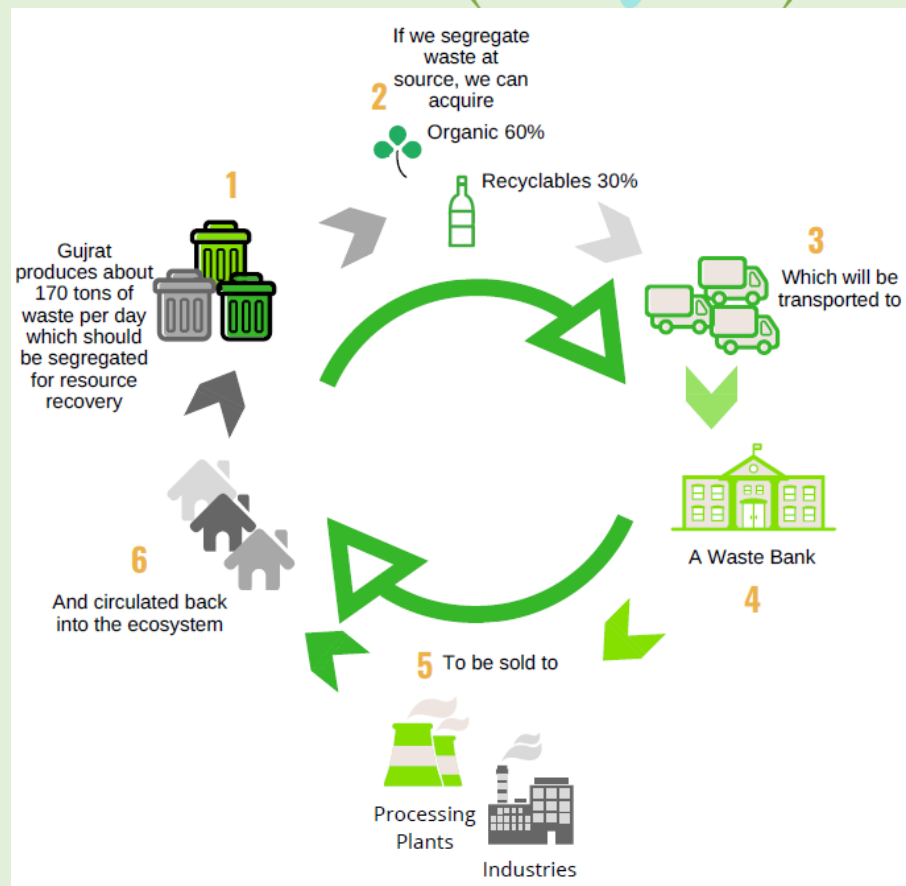 1
Gujrat
produces about
170 tons of
waste per day
which should
be segregated
for resource
recovery
2
If we segregate
waste at
source, we can
acquire
Organic 60%
Recyclables 30%
3
Which will be
transported to
A Waste Bank
4
5 To be sold to
Processing
Plants
Industries
6
And circulated back
into the ecosystem